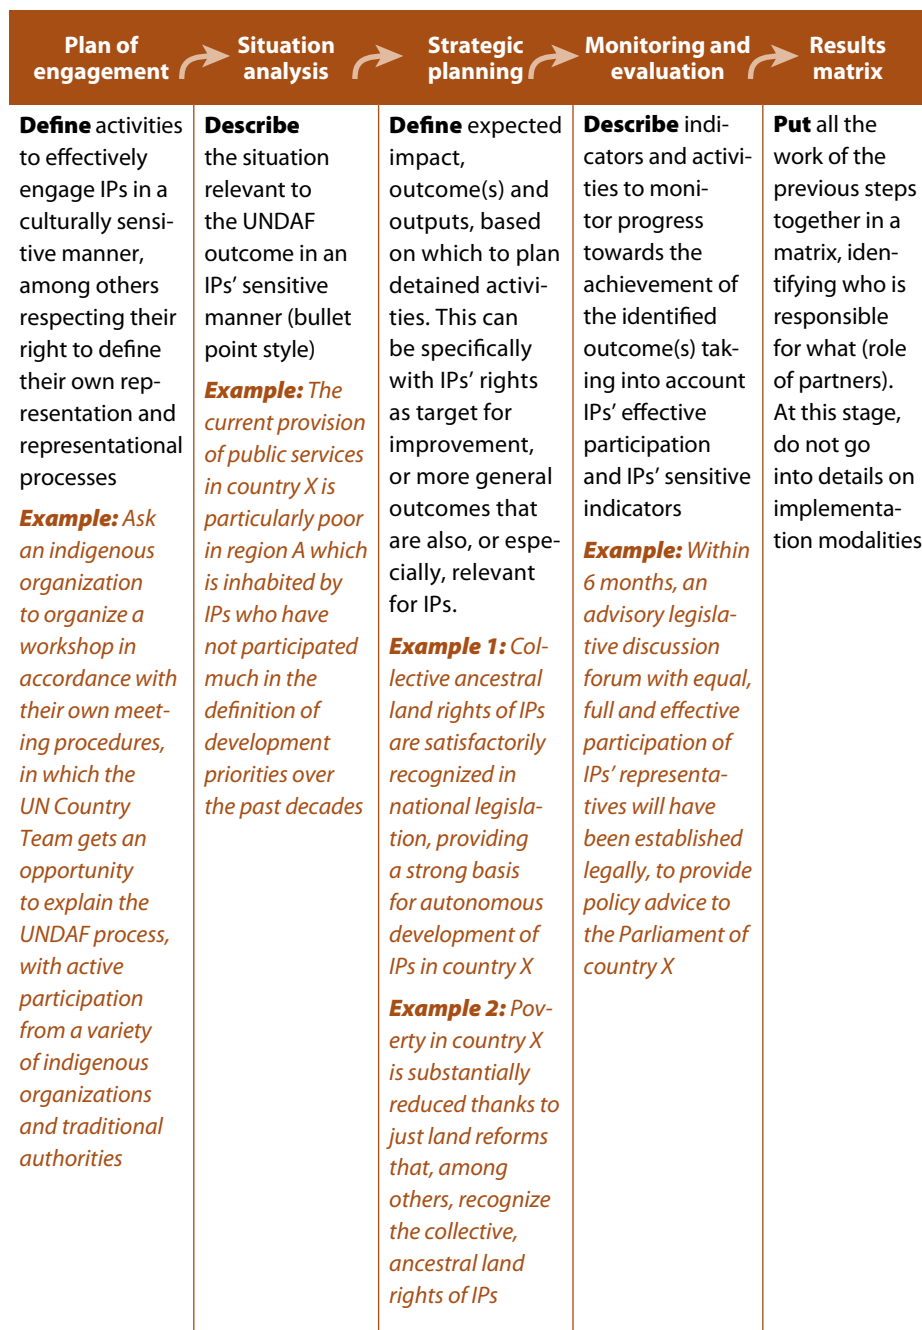 Plan of
engagement
Situation
analysis
Strategic
planning
Monitoring and
evaluation
Results
matrix
Define activities
to effectively
engage IPs in a
culturally sensi-
tive manner,
among others
respecting their
right to define
their own rep-
resentation and
representational
processes
Example: Ask
an indigenous
organization
to organize a
workshop in
accordance with
their own meet-
ing procedures,
in which the
UN Country
Team gets an
opportunity
to explain the
UNDAF process,
with active
participation
from a variety
of indigenous
organizations
and traditional
authorities
Describe
the situation
relevant to
the UNDAF
outcome in an
IPs’ sensitive
manner (bullet
point style)
Example: The
current provision
of public services
in country X is
particularly poor
in region A which
is inhabited by
IPs who have
not participated
much in the
definition of
development
priorities over
the past decades
Define expected
impact,
outcome(s) and
outputs, based
on which to plan
detained activi-
ties. This can
be specifically
with IPs’ rights
as target for
improvement,
or more general
outcomes that
are also, or espe-
cially, relevant
for IPs.
Example 1: Col-
lective ancestral
land rights of IPs
are satisfactorily
recognized in
national legisla-
tion, providing
a strong basis
for autonomous
development of
IPs in country X
Example 2: Pov-
erty in country X
is substantially
reduced thanks to
just land reforms
that, among
others, recognize
the collective,
ancestral land
rights of IPs
Describe indi-
cators and activi-
ties to moni-
tor progress
towards the
achievement of
the identified
outcome(s) tak-
ing into account
IPs’ effective
participation
and IPs’ sensitive
indicators
Example: Within
6 months, an
advisory legisla-
tive discussion
forum with equal,
full and effective
participation of
IPs’ representa-
tives will have
been established
legally, to provide
policy advice to
the Parliament of
country X
Put all the
work of the
previous steps
together in a
matrix, iden-
tifying who is
responsible
for what (role
of partners).
At this stage,
do not go
into details on
implementa-
tion modalities